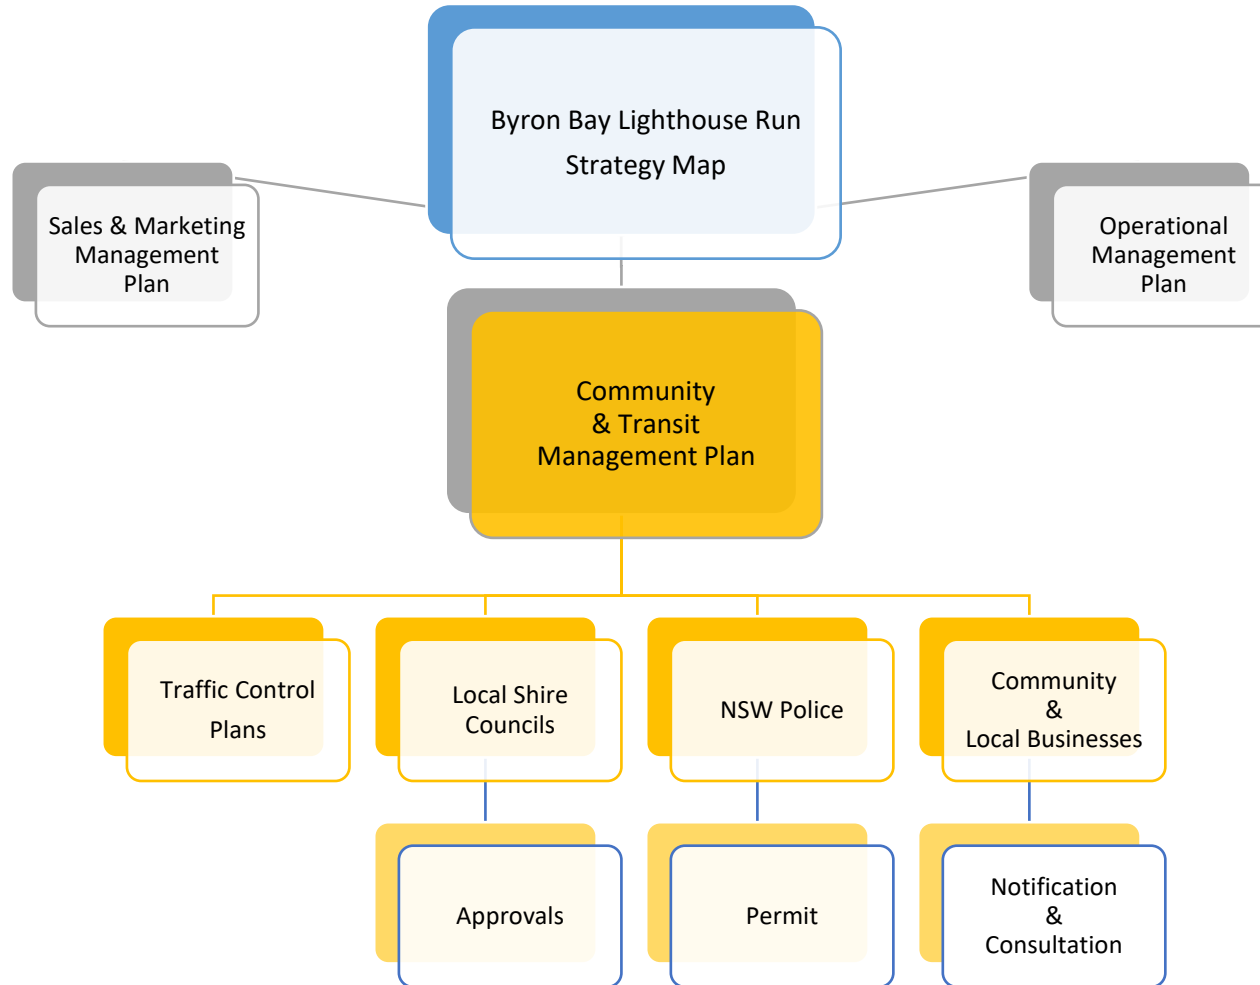 Byron Bay Lighthouse Run
Strategy Map
Sales & Marketing
Management
Plan
Operational
Management
Plan
Community
& Transit
Management Plan
Traffic Control
Plans
Local Shire
Councils
NSW Police
Community
&
Local Businesses
Approvals
Permit
Notification
&
Consultation